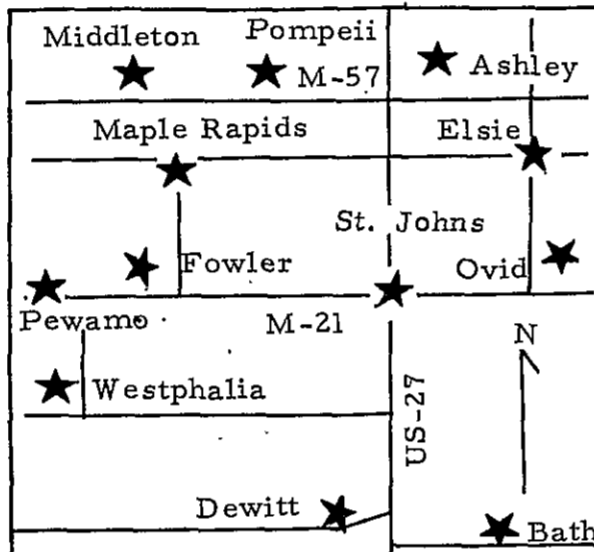 Middleton
Pompeii
M-57
Ashley
Maple Rapids
Elsie
St. Johns
Fowler
Ovid
Pewamo
M-21
N
Westphalia
US-27
Dewitt
Bath